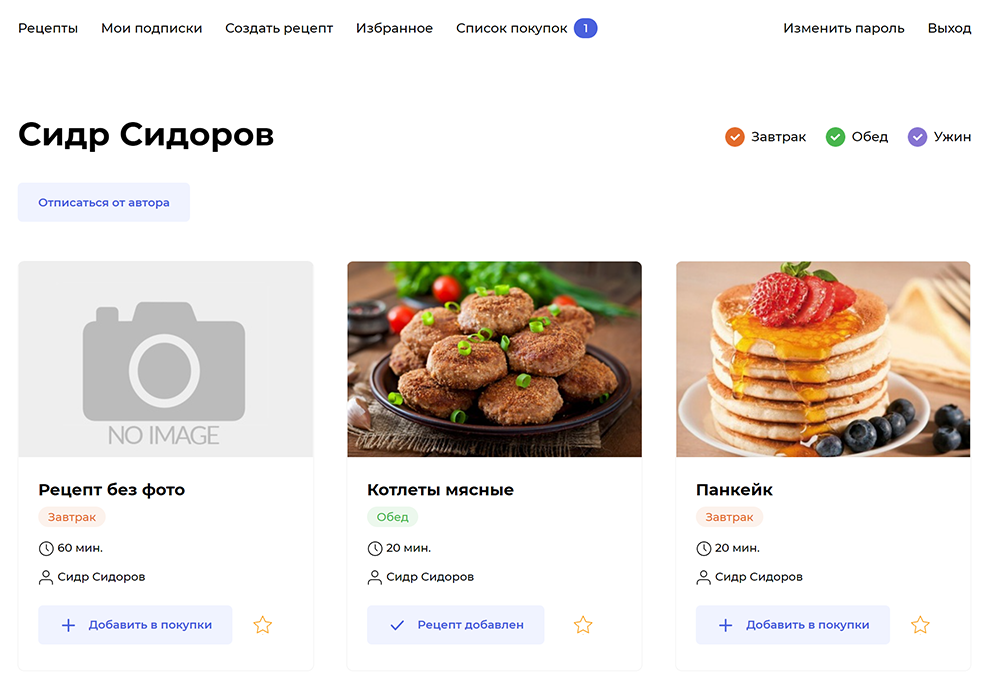 Рецепты Мои подписки Создать рецепт Избранное Список покупок 1 Изменить пароль Выход
Сидр Сидоров
Завтрак Обед Ужин
Отписаться от автора
NO IMAGE
Рецепт без фото
Завтрак
60 мин.
Сидр Сидоров
Добавить в покупки
Котлеты мясные
Обед
20 мин.
Сидр Сидоров
Рецепт добавлен
Панкейк
Завтрак
20 мин.
Сидр Сидоров
Добавить в покупки